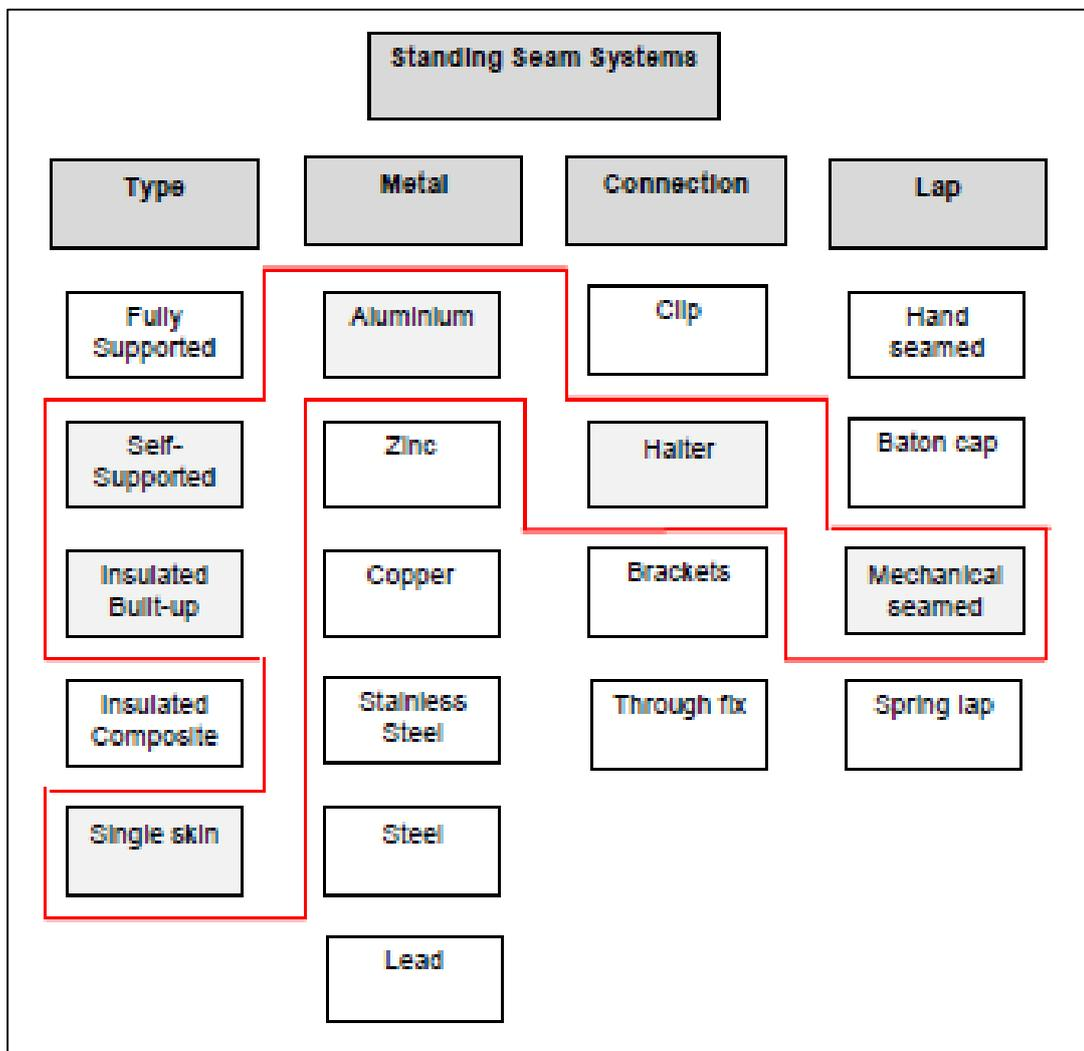 Standing Seam Systems
Type
Metal
Connection
Lap
Fully
Supported
Aluminium
Clip
Hand
seamed
Self-
Supported
Zinc
Halter
Baton cap
Insulated
Built-up
Copper
Brackets
Mechanical
seamed
Insulated
Composite
Stainless
Steel
Through fix
Spring lap
Single skin
Steel
Lead